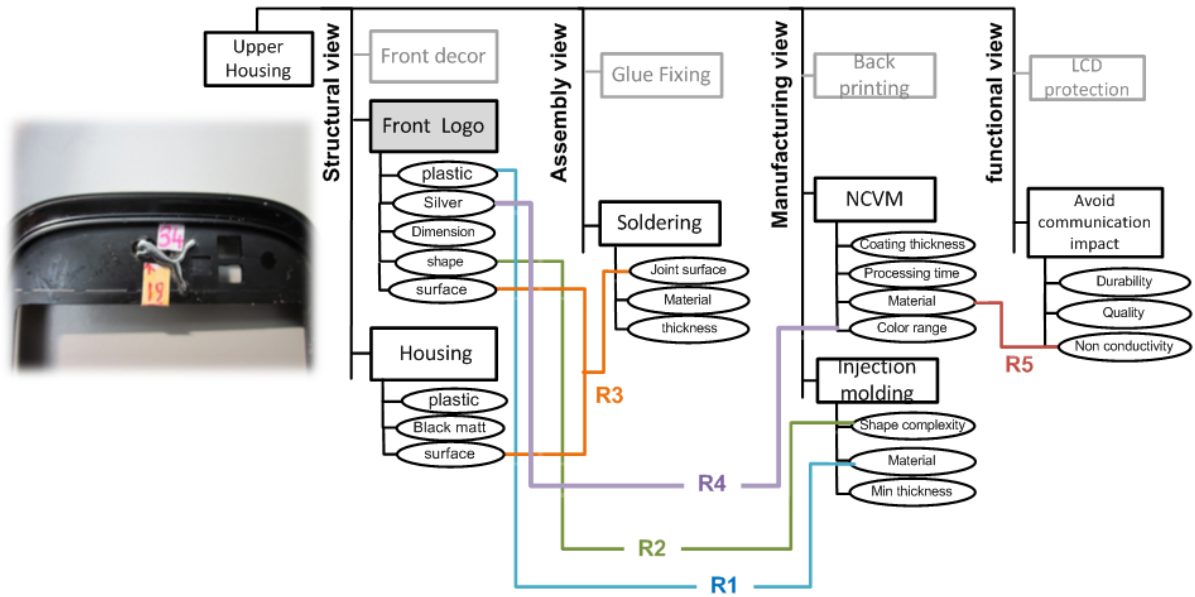 Upper
Housing
Structural view
Front decor
Front Logo
plastic
Silver
Dimension
shape
surface
Housing
plastic
Black matt
surface
Assembly view
Glue Fixing
Soldering
Joint surface
Material
thickness
Manufacturing view
Back
printing
NCVM
Coating thickness
Processing time
Material
Color range
Injection
molding
Shape complexity
Material
Min thickness
functional view
LCD
protection
Avoid
communication
impact
Durability
Quality
Non conductivity
R3
R5
R4
R2
R1
34
19